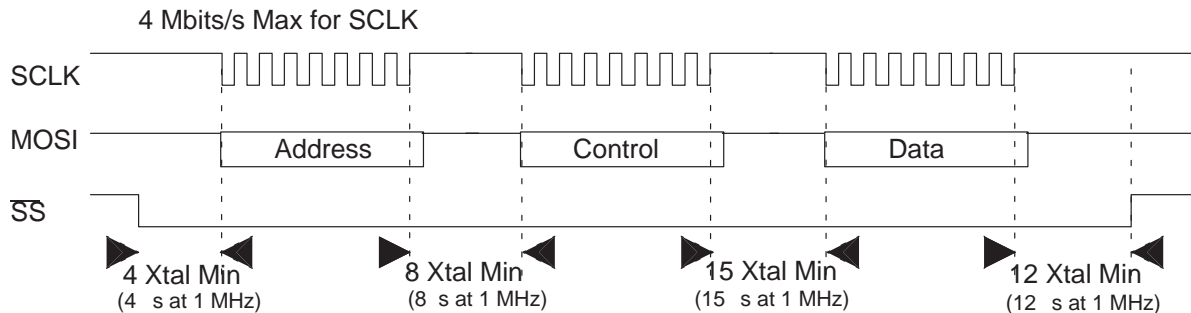 4 Mbits/s Max for SCLK
SCLK
MOSI
Address
Control
Data
SS
4 Xtal Min
(4 s at 1 MHz)
8 Xtal Min
(8 s at 1 MHz)
15 Xtal Min
(15 s at 1 MHz)
12 Xtal Min
(12 s at 1 MHz)